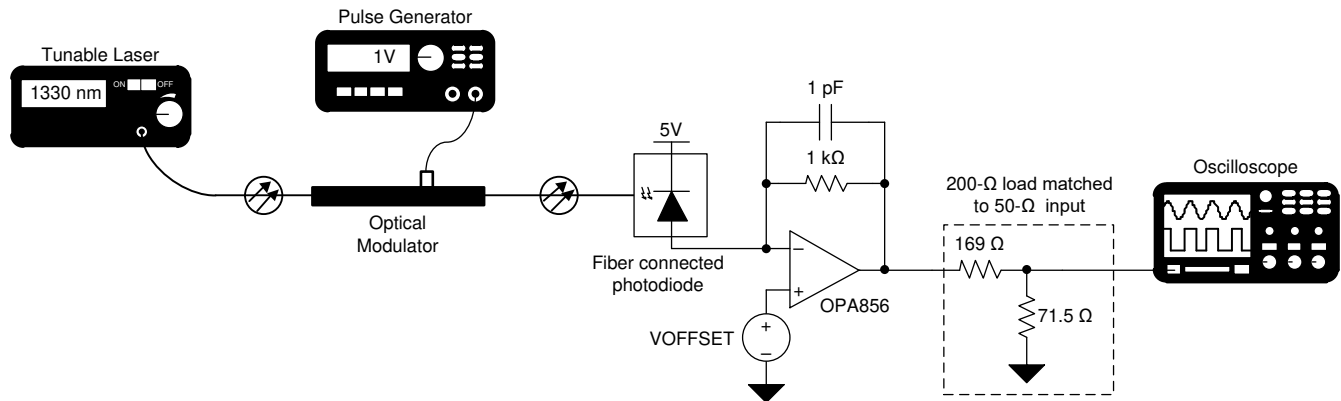 Tunable Laser
1330 nm
ON
OFF
Pulse Generator
1V
Optical
Modulator
5V
Fiber connected
photodiode
1 pF
1 kΩ
−
+
OPA856
+
−
VOFFSET
200-Ω load matched
to 50-Ω input
169 Ω
71.5 Ω
Oscilloscope